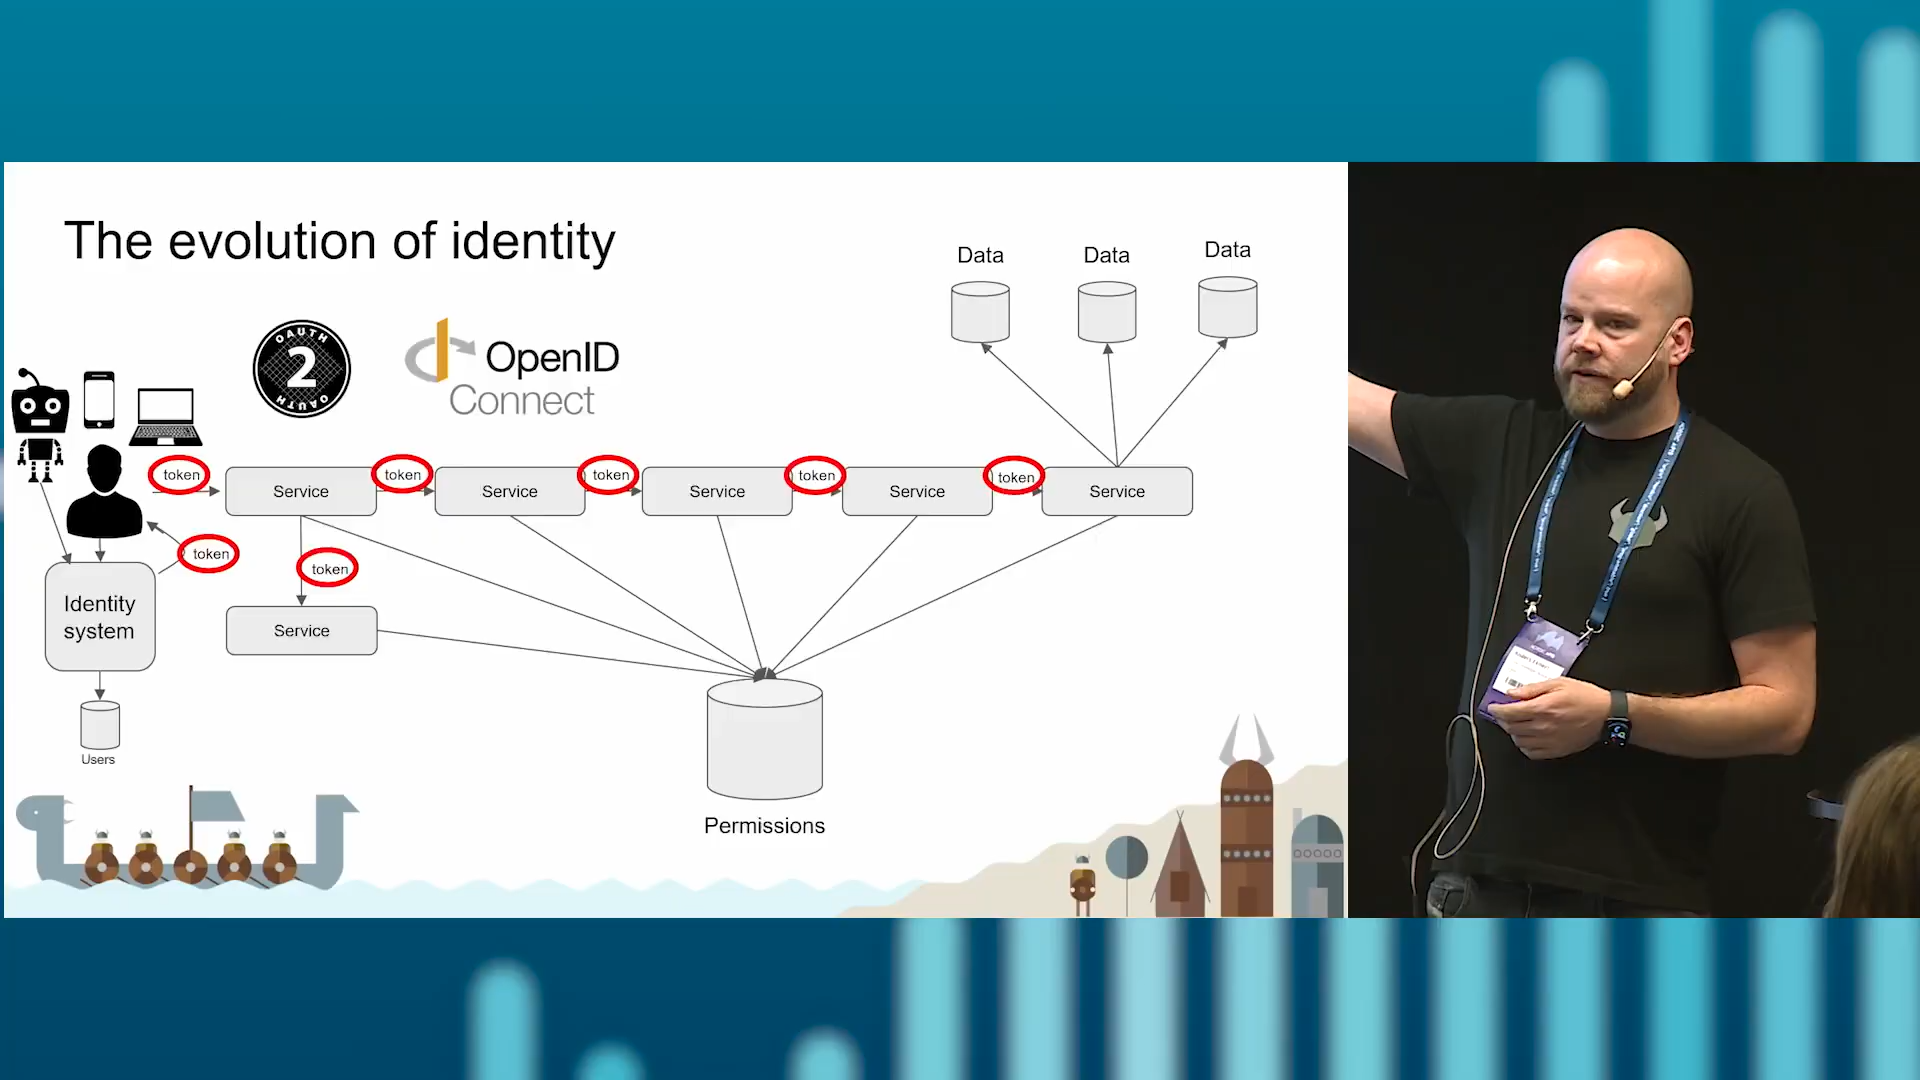 The evolution of identity
Data
Data
Data
OAUTH
2
OAUTH
OpenID
Connect
token
token
token
token
token
Service
Service
Service
Service
Service
token
token
Identity
system
Service
Users
Permissions